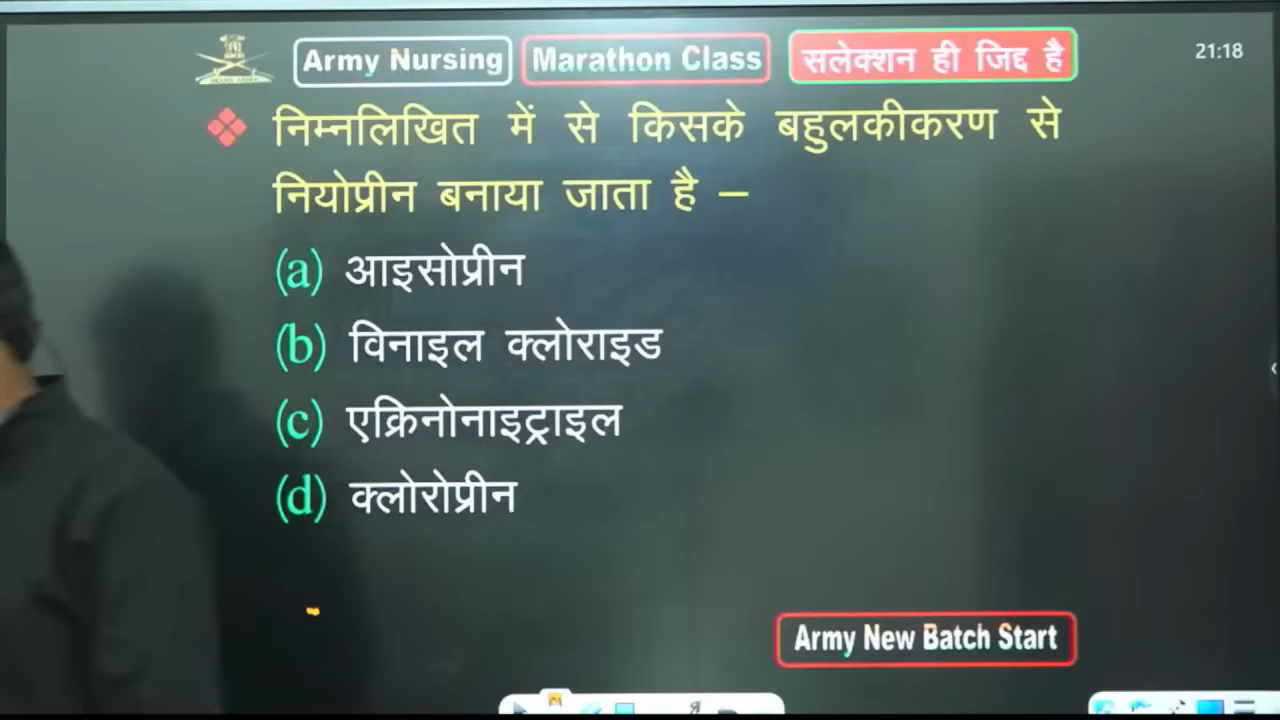 Army Nursing Marathon Class सलेक्शन ही जिद्द है 21:18
निम्नलिखित में से किसके बहुलकीकरण से
नियोप्रीन बनाया जाता है –
(a) आइसोप्रीन
(b) विनाइल क्लोराइड
(c) एक्रिनोनाइट्राइल
(d) क्लोरोप्रीन
Army New Batch Start